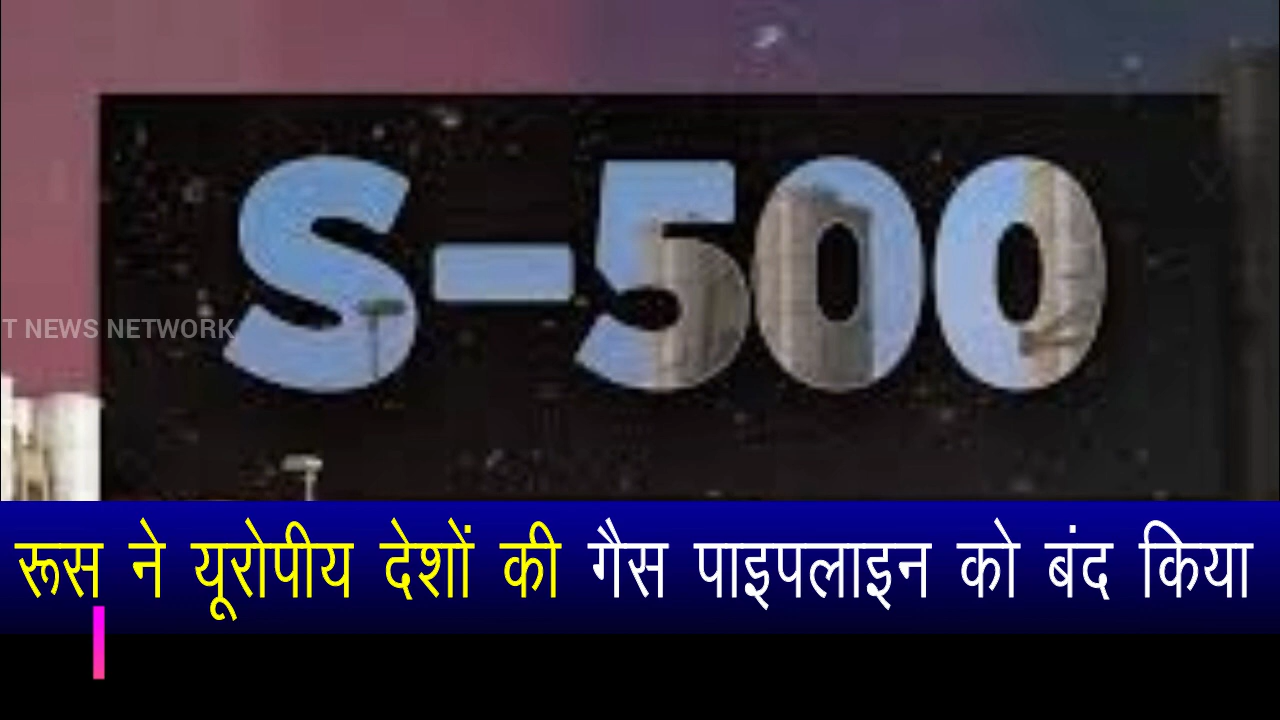 S-500
T NEWS NETWORK
रूस ने यूरोपीय देशों की गैस पाइपलाइन को बंद किया